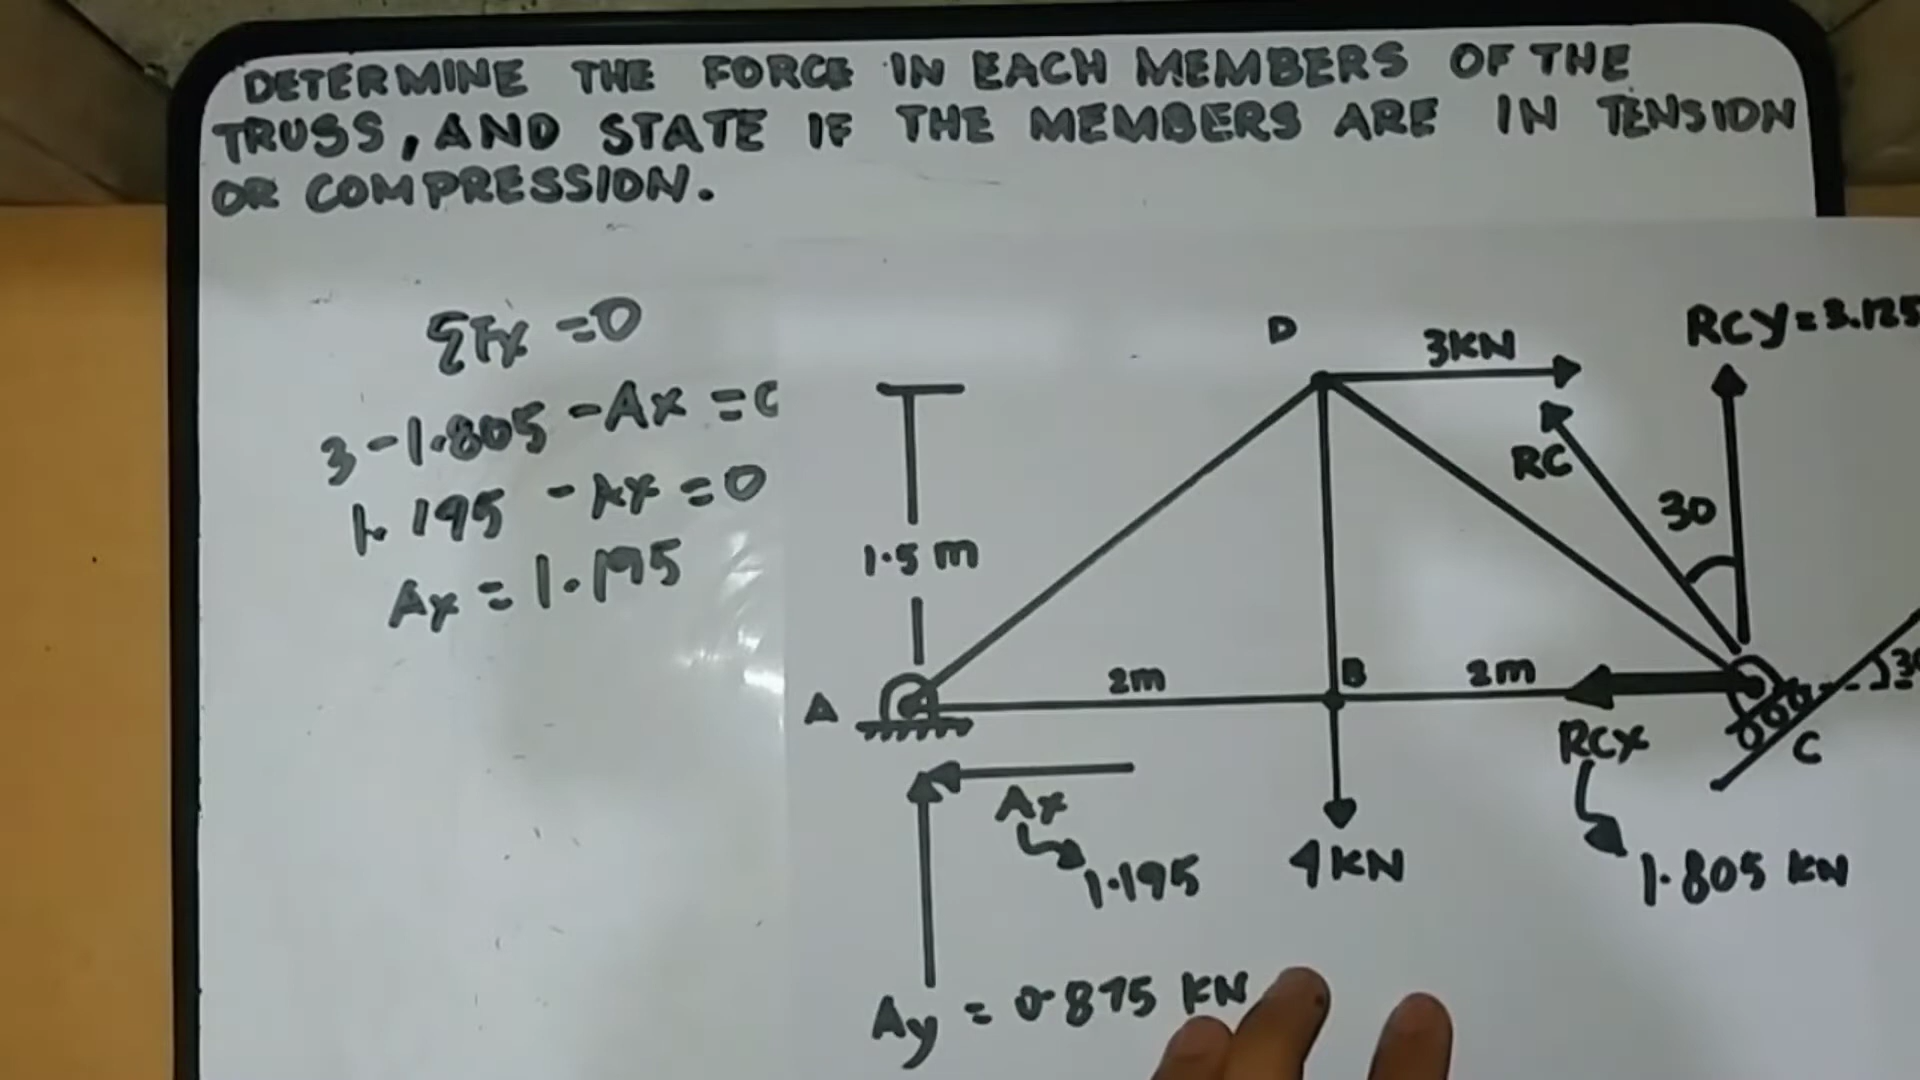 DETERMINE THE FORCE IN EACH MEMBERS OF THE
TRUSS, AND STATE IF THE MEMBERS ARE IN TENSION
OR COMPRESSION.
ΣFx = 0
3 - 1.805 - Ax = 0
1.195 - Ax = 0
Ax = 1.195
D
3KN
RCY = 3.125
RC
30
1.5 m
A
2m
B
2m
30
RCX
C
Ax
1.195
4KN
1.805 KN
Ay = 0.875 KN